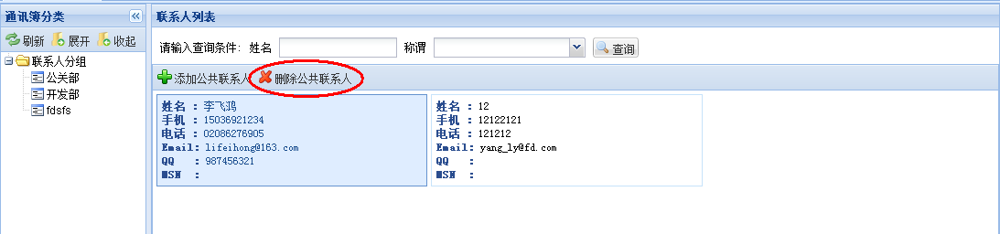 通讯簿分类
刷新 展开 收起
联系人分组
公关部
开发部
fdsfs
联系人列表
请输入查询条件: 姓名 称谓 查询
添加公共联系人 删除公共联系人
姓名 : 李飞鸿
手机 : 15036921234
电话 : 02086276905
Email: lifeihong@163.com
QQ : 987456321
MSN :
姓名 : 12
手机 : 12122121
电话 : 121212
Email: yang_ly@fd.com
QQ :
MSN :